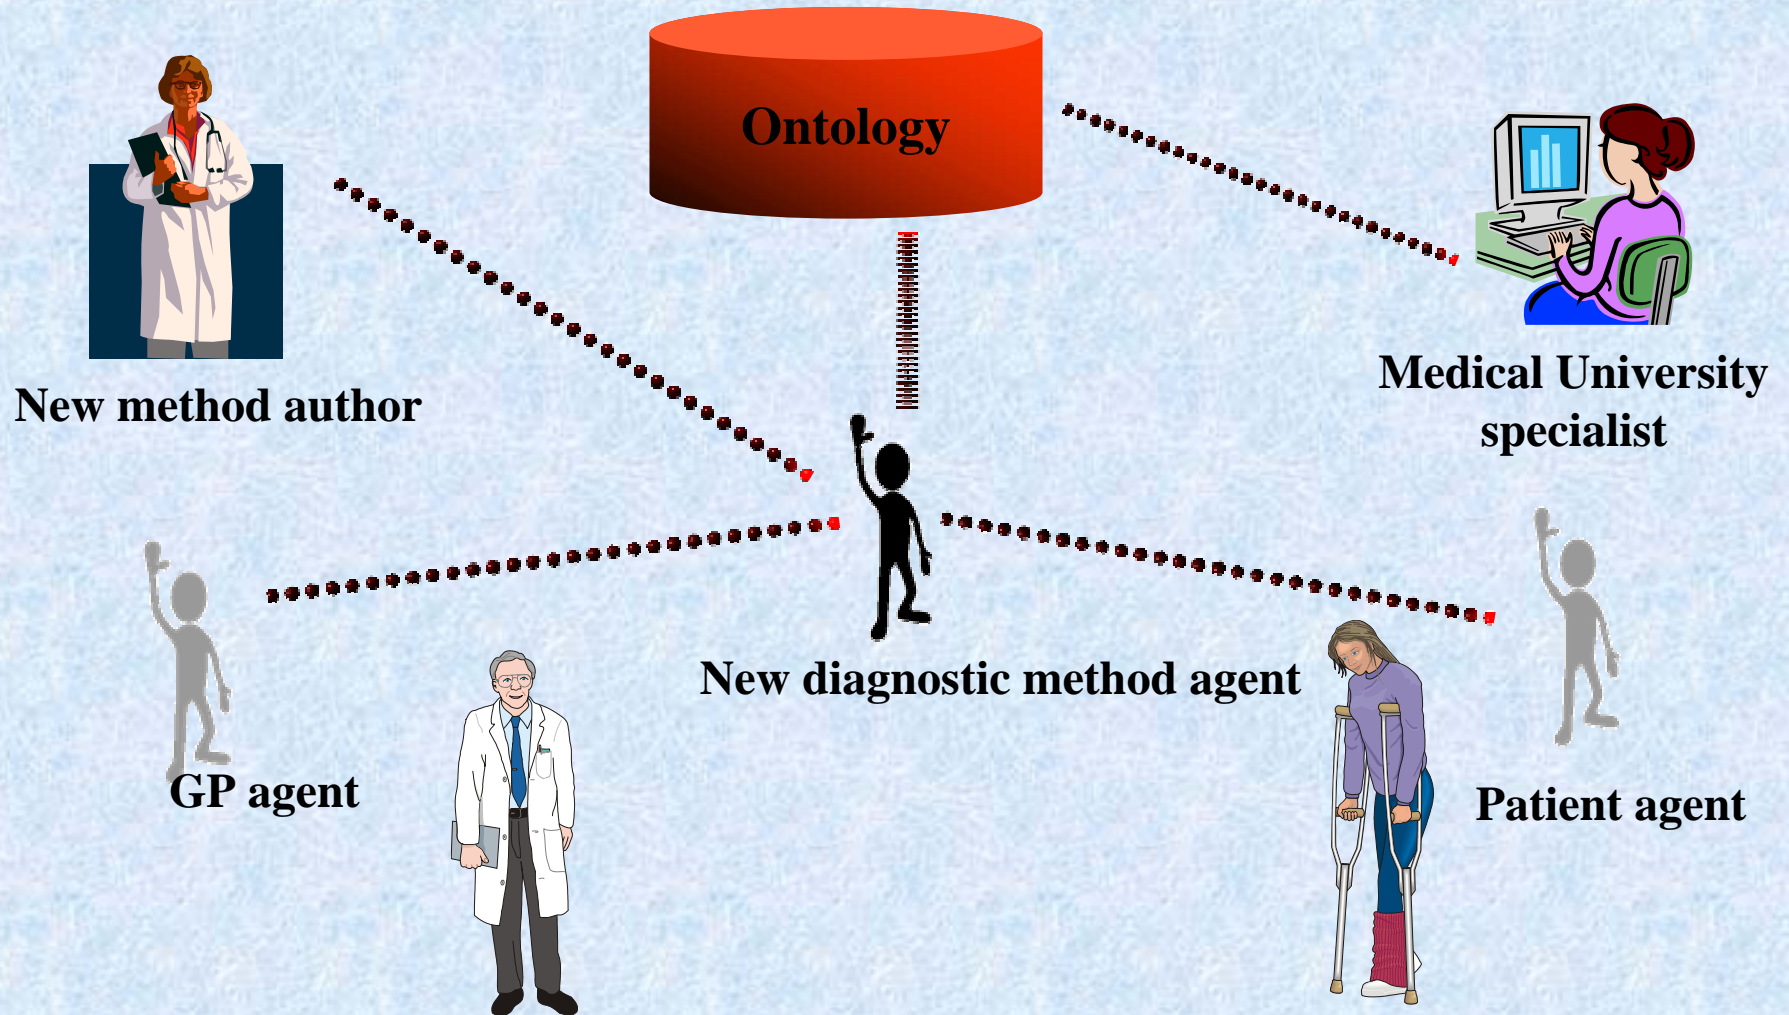 Ontology
New method author
Medical University
specialist
New diagnostic method agent
GP agent
Patient agent